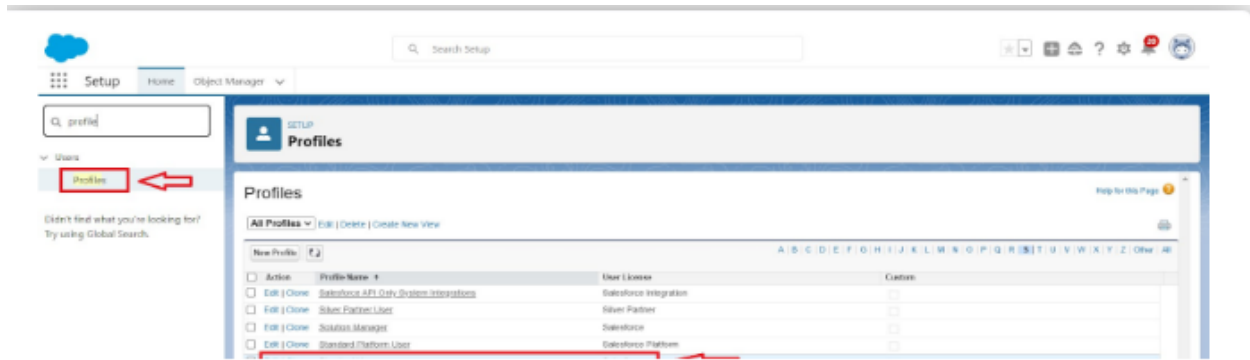 Search Setup
20
Setup Home Object Manager
profile
SETUP
Profiles
Users
Profiles
Profiles
Help for this Page
Didn't find what you're looking for?
Try using Global Search.
All Profiles Edit | Delete | Create New View
New Profile A | B | C | D | E | F | G | H | I | J | K | L | M | N | O | P | Q | R | S | T | U | V | W | X | Y | Z | Other | All
Action Profile Name User License Custom
Edit | Clone Salesforce API Only System Integrations Salesforce Integration
Edit | Clone Silver Partner User Silver Partner
Edit | Clone Solution Manager Salesforce
Edit | Clone Standard Platform User Salesforce Platform